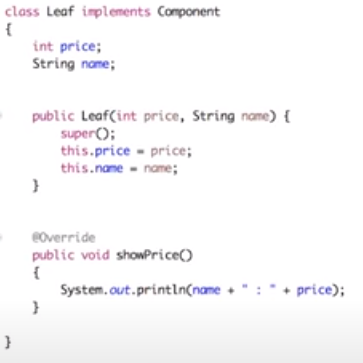 class Leaf implements Component
{
int price;
String name;
public Leaf(int price, String name) {
super();
this.price = price;
this.name = name;
}
@Override
public void showPrice()
{
System.out.println(name + " : " + price);
}
}